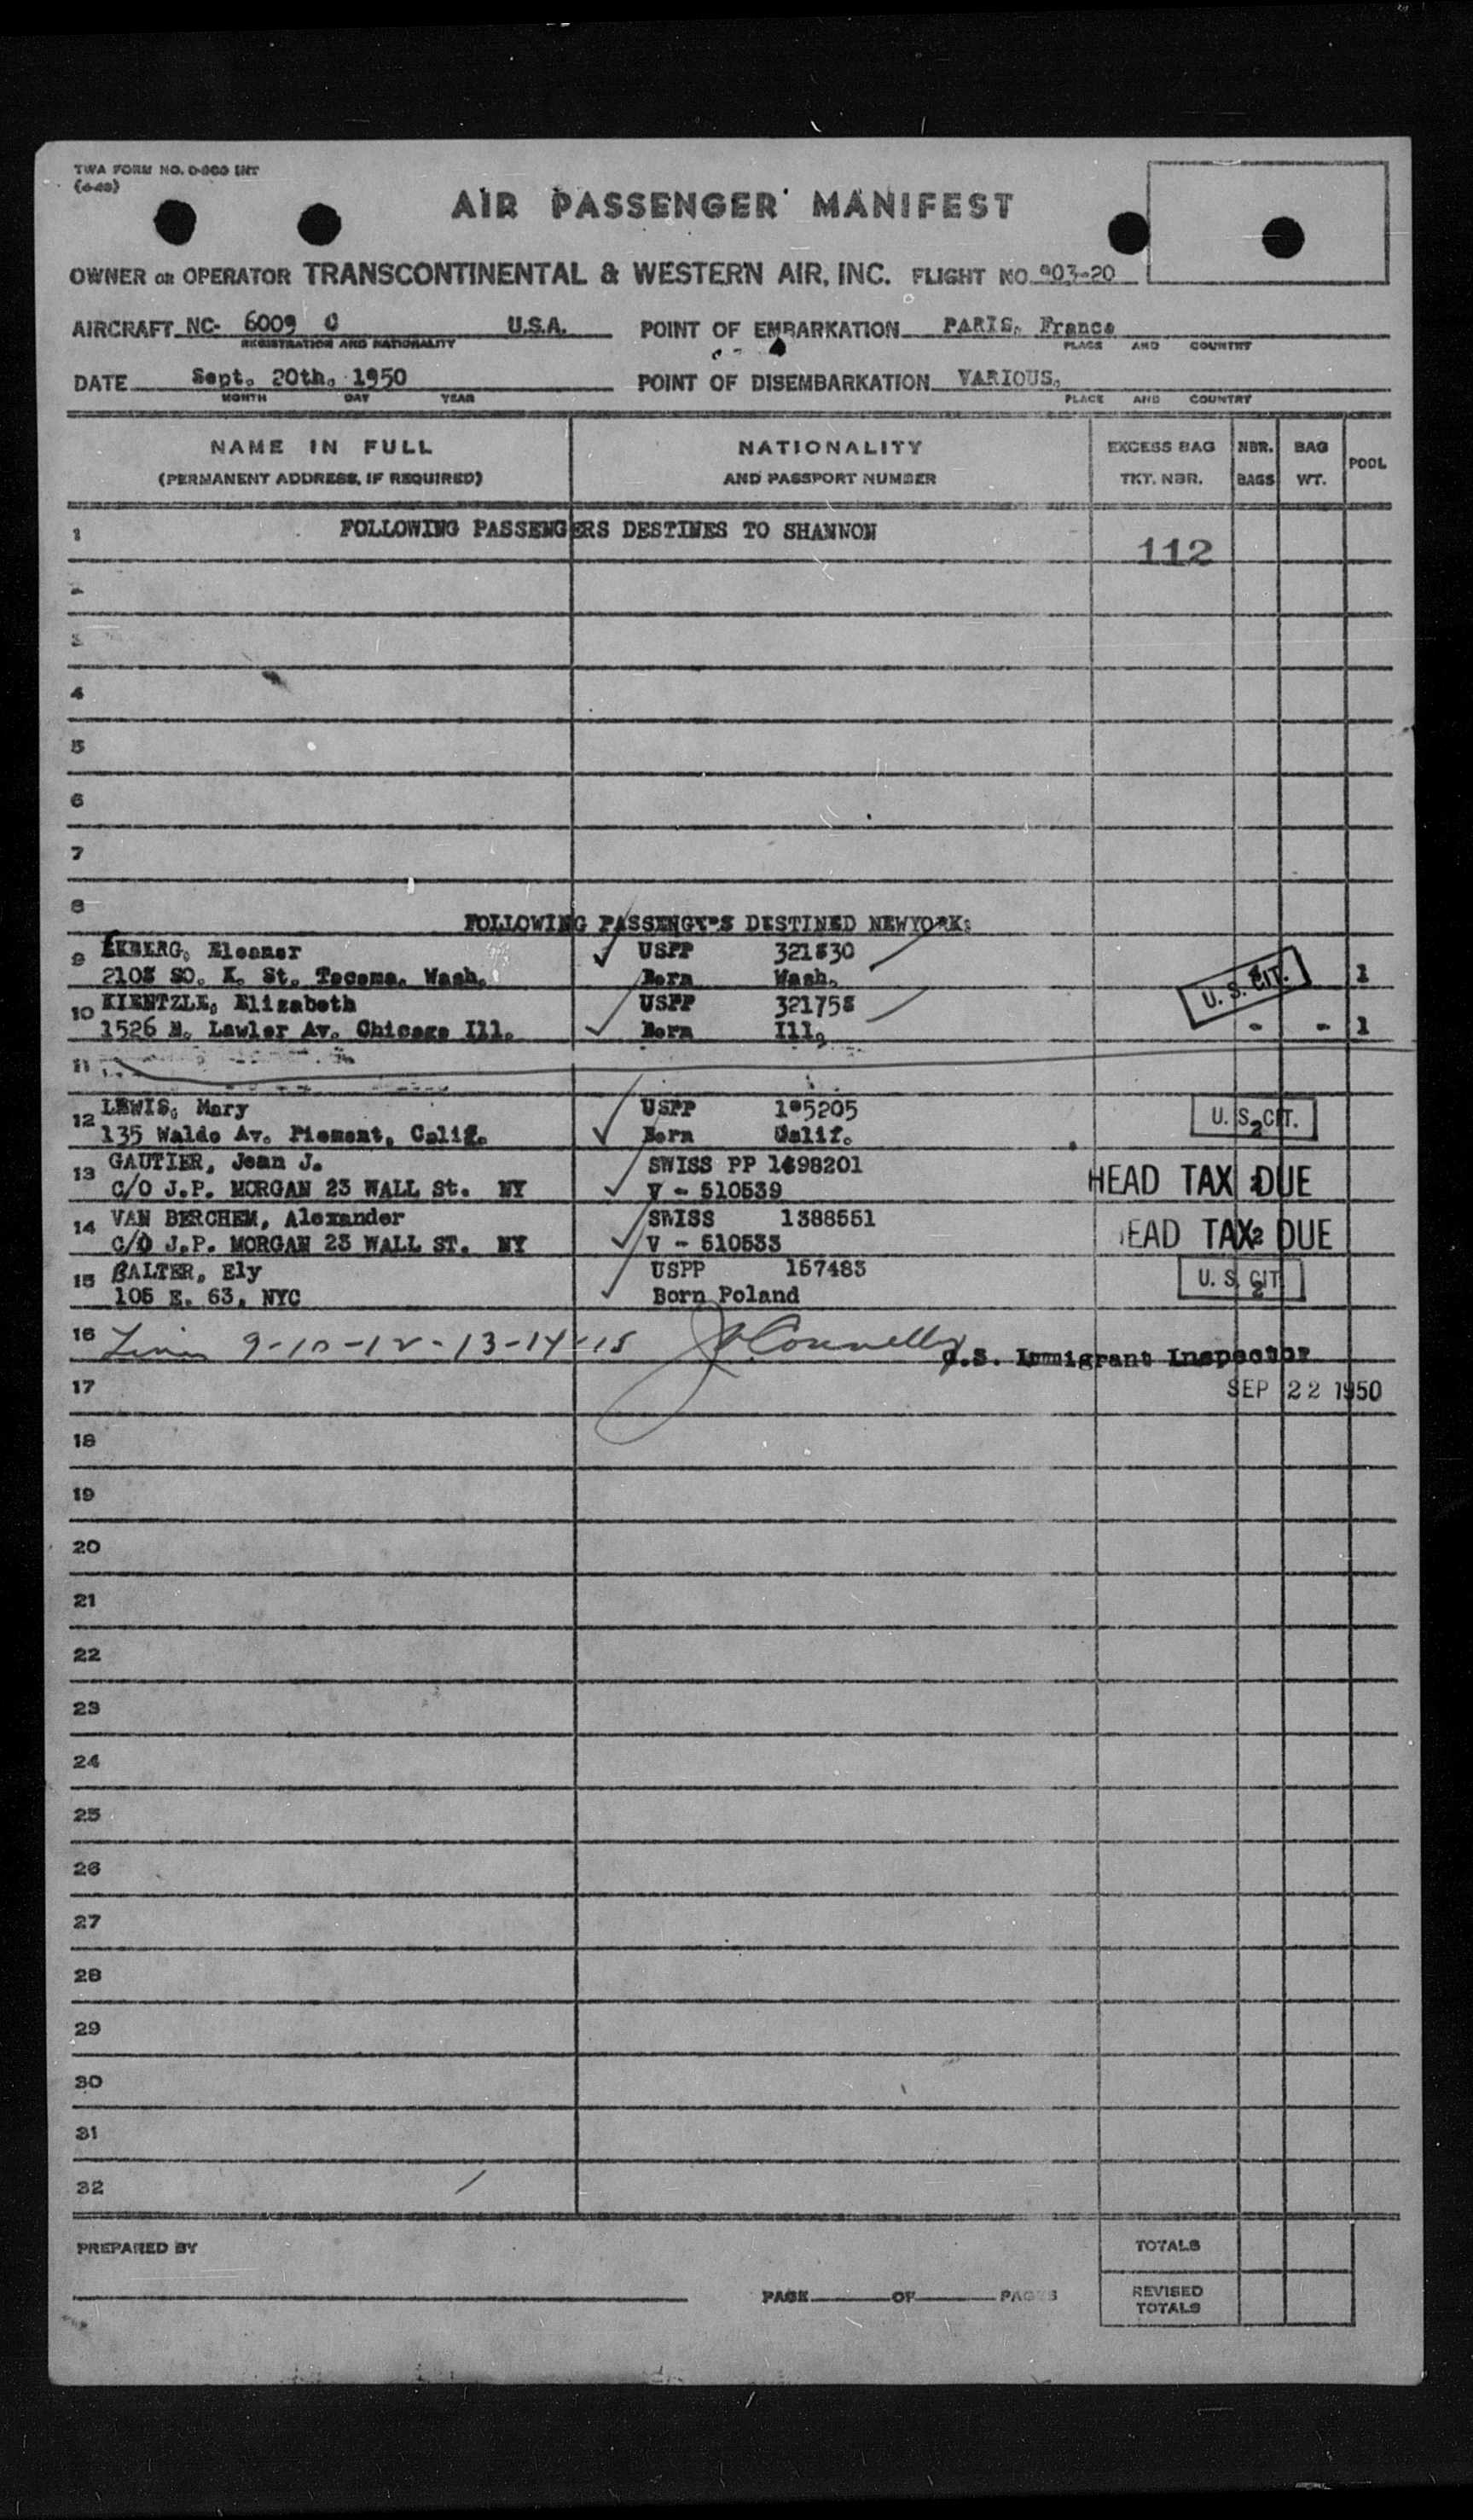 TWA FORM NO.
AIR PASSENGER MANIFEST
OWNER OR OPERATOR TRANSCONTINENTAL & WESTERN AIR, INC. FLIGHT NO. 903-20
AIRCRAFT NC- 6009 C U.S.A. POINT OF EMBARKATION PARIS, France
REGISTRATION AND NATIONALITY PLACE AND COUNTRY
DATE Sept. 20th, 1950 POINT OF DISEMBARKATION VARIOUS.
MONTH DAY YEAR PLACE AND COUNTRY
NAME IN FULL NATIONALITY EXCESS BAG NBR. BAG POOL
(PERMANENT ADDRESS, IF REQUIRED) AND PASSPORT NUMBER TKT. NBR. BAGS WT.
1 FOLLOWING PASSENGERS DESTINES TO SHANNON
112
2
3
4
5
6
7
8
FOLLOWING PASSENGERS DESTINED NEWYORK:
9 EKBERG, Eleanor USPP
SO. K. St. Tacoma, Wash. Born Wash. U.S. CIT. 1
10 KIENTZLE, Elizabeth USPP
1526 N. Lawler Av. Chicago Ill. Born Ill. - - 1
11
12 LEWIS, Mary USPP
135 Waldo Av. Piemont, Calif. Born Calif. U.S. CIT. 2
13 GAUTIER, Jean J. SWISS PP 1698201
C/O J.P. MORGAN 23 WALL St. NY V - 510539 HEAD TAX DUE 2
14 VAN BERCHEM, Alexander SWISS 1388551
C/O J.P. MORGAN 23 WALL ST. NY V - 510533 HEAD TAX DUE 2
15 BALTER, Ely USPP 157483
105 E. 63, NYC Born Poland U.S. CIT. 2
16 9-10-12-13-14-15 U.S. Immigrant Inspector
17 SEP 22 1950
18
19
20
21
22
23
24
25
26
27
28
29
30
31
32
PREPARED BY TOTALS
PAGE OF PAGES REVISED
TOTALS